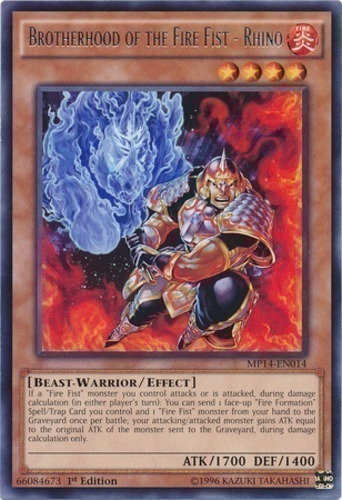 BROTHERHOOD OF THE FIRE FIST - RHINO
FIRE
炎
MP14-EN014
[BEAST-WARRIOR/EFFECT]
If a "Fire Fist" monster you control attacks or is attacked, during damage
calculation (in either player's turn): You can send 1 face-up "Fire Formation"
Spell/Trap Card you control and 1 "Fire Fist" monster from your hand to the
Graveyard once per battle; your attacking/attacked monster gains ATK equal
to the original ATK of the monster sent to the Graveyard, during damage
calculation only.
ATK/1700 DEF/1400
66084673 1st Edition ©1996 KAZUKI TAKAHASHI